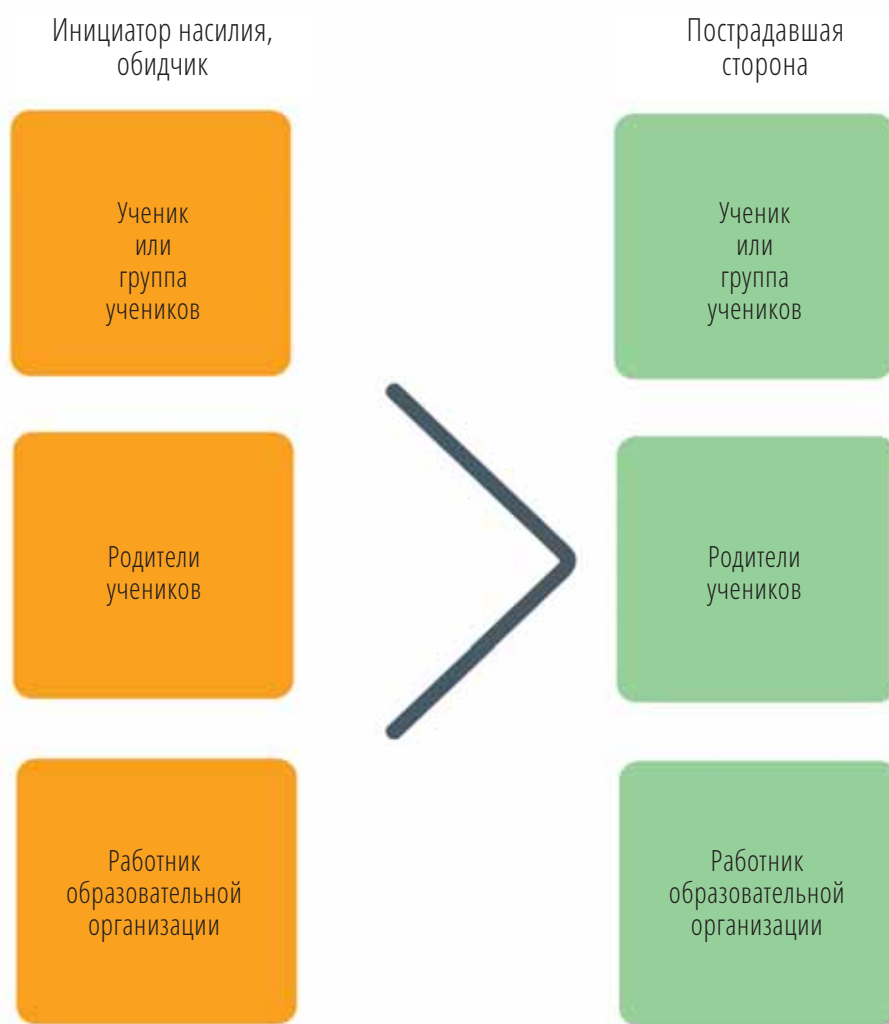 Инициатор насилия,
обидчик
Пострадавшая
сторона
Ученик
или
группа
учеников
Ученик
или
группа
учеников
Родители
учеников
Родители
учеников
Работник
образовательной
организации
Работник
образовательной
организации